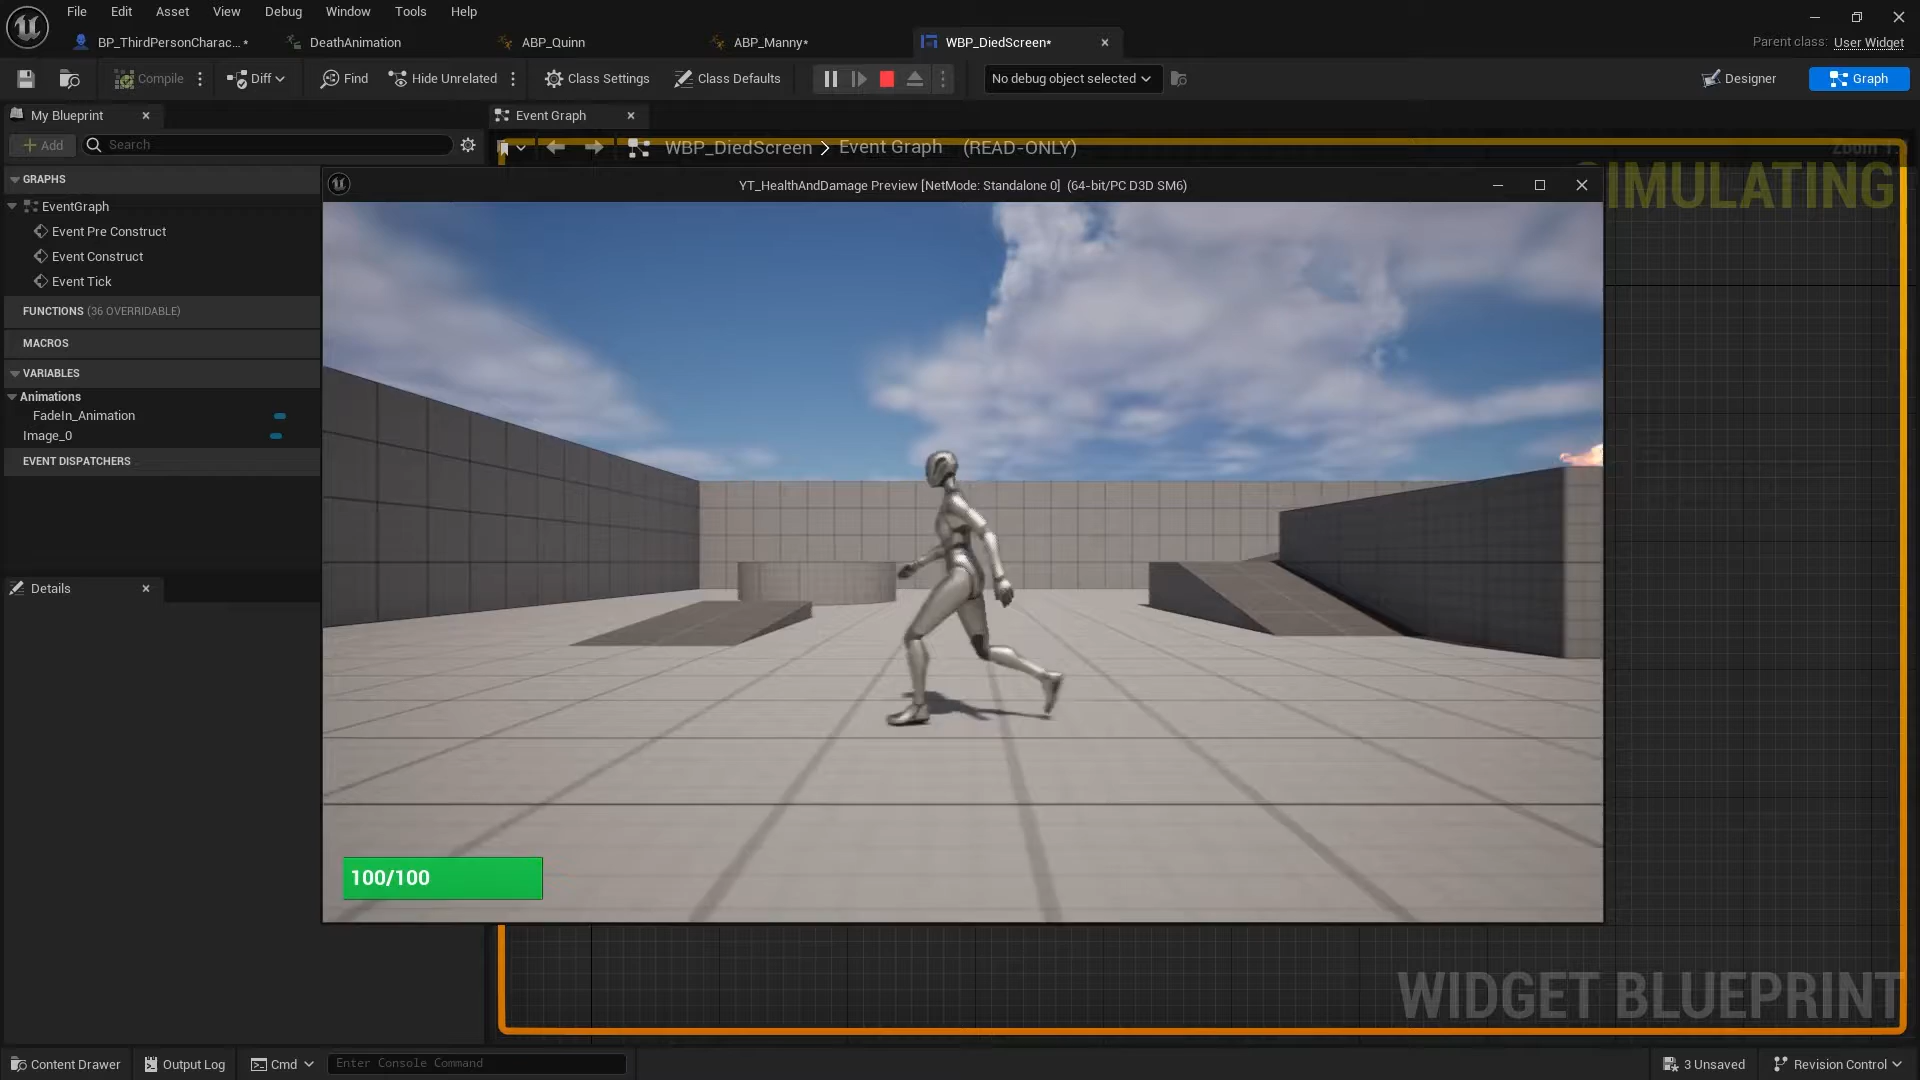 File Edit Asset View Debug Window Tools Help
BP_ThirdPersonCharac...* DeathAnimation ABP_Quinn ABP_Manny* WBP_DiedScreen*
Parent class: User Widget
Compile Diff Find Hide Unrelated Class Settings Class Defaults No debug object selected Designer Graph
My Blueprint Event Graph
Add Search
WBP_DiedScreen > Event Graph (READ-ONLY)
GRAPHS
YT_HealthAndDamage Preview [NetMode: Standalone 0] (64-bit/PC D3D SM6)
IMULATING
EventGraph
Event Pre Construct
Event Construct
Event Tick
FUNCTIONS (36 OVERRIDABLE)
MACROS
VARIABLES
Animations
FadeIn_Animation
Image_0
EVENT DISPATCHERS
Details
100/100
WIDGET BLUEPRINT
Content Drawer Output Log Cmd Enter Console Command 3 Unsaved Revision Control